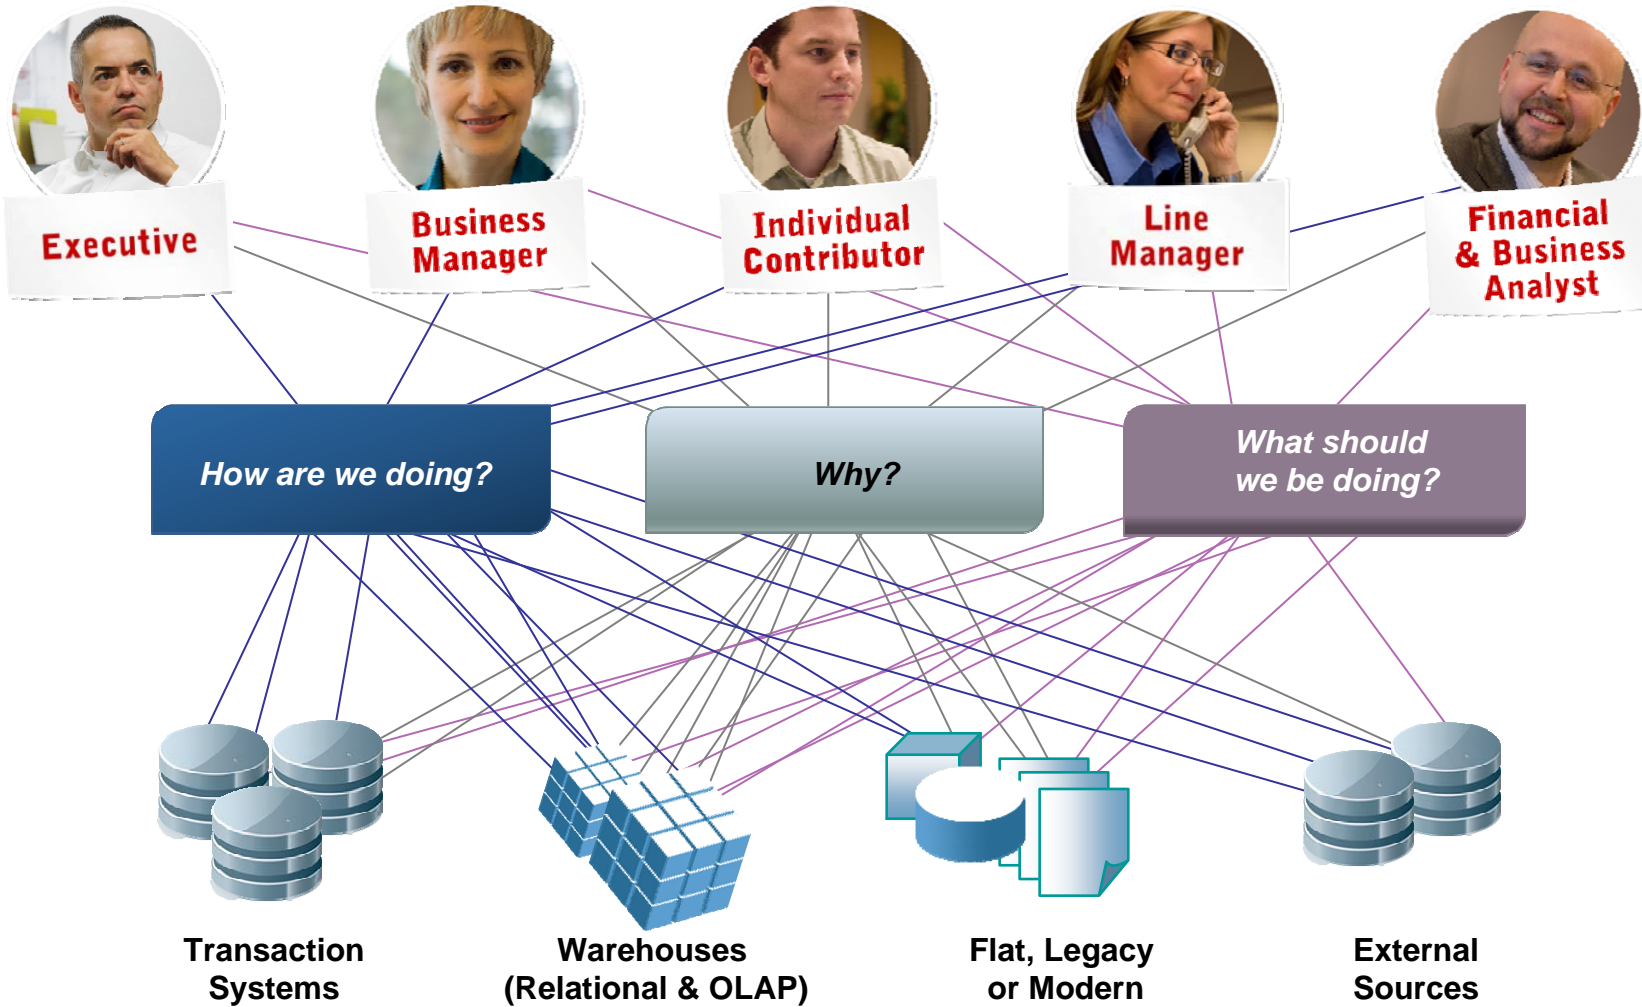 Executive
Business
Manager
Individual
Contributor
Line
Manager
Financial
& Business
Analyst
How are we doing?
Why?
What should
we be doing?
Transaction
Systems
Warehouses
(Relational & OLAP)
Flat, Legacy
or Modern
External
Sources